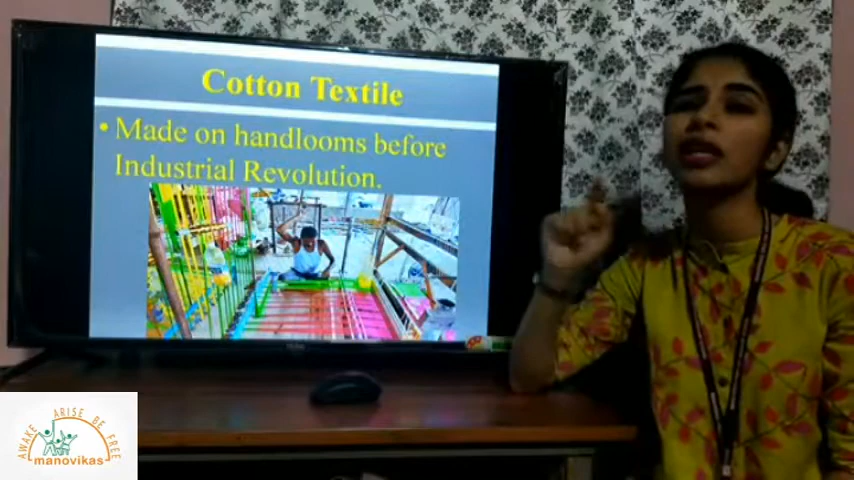 Cotton Textile
• Made on handlooms before
Industrial Revolution.
AWAKE ARISE BE FREE
manovikas